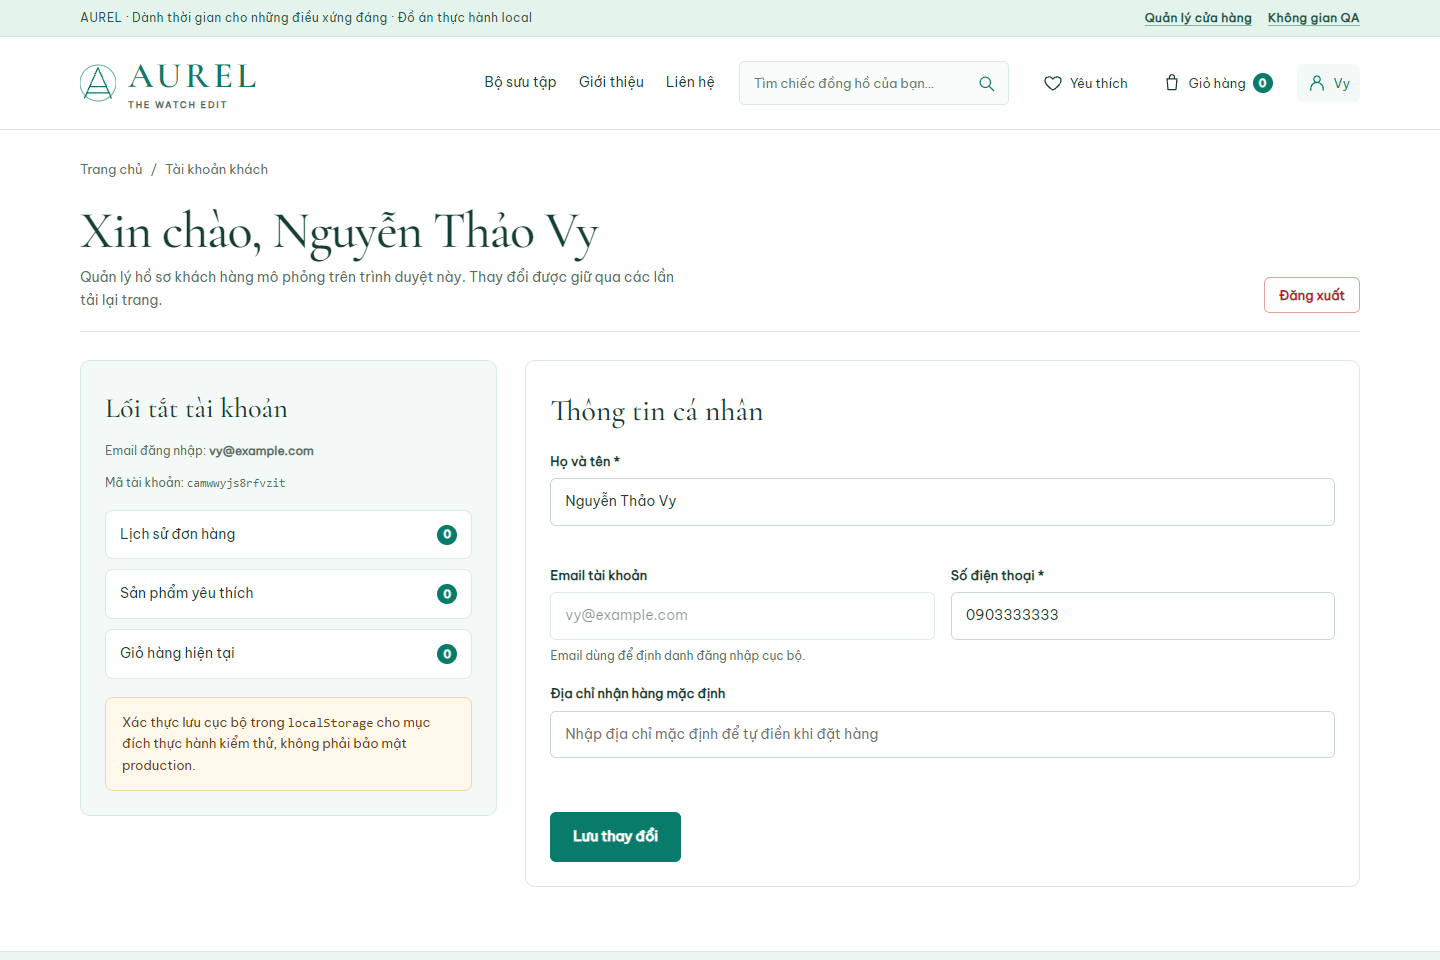 AUREL · Dành thời gian cho những điều xứng đáng · Đồ án thực hành local
Quản lý cửa hàng
Không gian QA
AUREL
THE WATCH EDIT
Bộ sưu tập
Giới thiệu
Liên hệ
Tìm chiếc đồng hồ của bạn...
Yêu thích
Giỏ hàng 0
Vy
Trang chủ / Tài khoản khách
Xin chào, Nguyễn Thảo Vy
Quản lý hồ sơ khách hàng mô phỏng trên trình duyệt này. Thay đổi được giữ qua các lần
tải lại trang.
Đăng xuất
Lối tắt tài khoản
Email đăng nhập: vy@example.com
Mã tài khoản: camwwyjs8rfvzit
Lịch sử đơn hàng 0
Sản phẩm yêu thích 0
Giỏ hàng hiện tại 0
Xác thực lưu cục bộ trong localStorage cho mục
đích thực hành kiểm thử, không phải bảo mật
production.
Thông tin cá nhân
Họ và tên *
Nguyễn Thảo Vy
Email tài khoản
vy@example.com
Email dùng để định danh đăng nhập cục bộ.
Số điện thoại *
0903333333
Địa chỉ nhận hàng mặc định
Nhập địa chỉ mặc định để tự điền khi đặt hàng
Lưu thay đổi